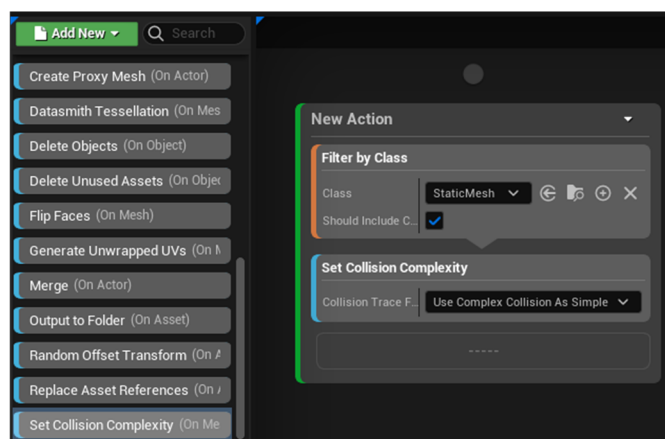 Add New
Search
Create Proxy Mesh (On Actor)
Datasmith Tessellation (On Mes
Delete Objects (On Object)
Delete Unused Assets (On Objec
Flip Faces (On Mesh)
Generate Unwrapped UVs (On M
Merge (On Actor)
Output to Folder (On Asset)
Random Offset Transform (On A
Replace Asset References (On A
Set Collision Complexity (On Me
New Action
Filter by Class
Class StaticMesh
Should Include C...
Set Collision Complexity
Collision Trace F... Use Complex Collision As Simple
-----